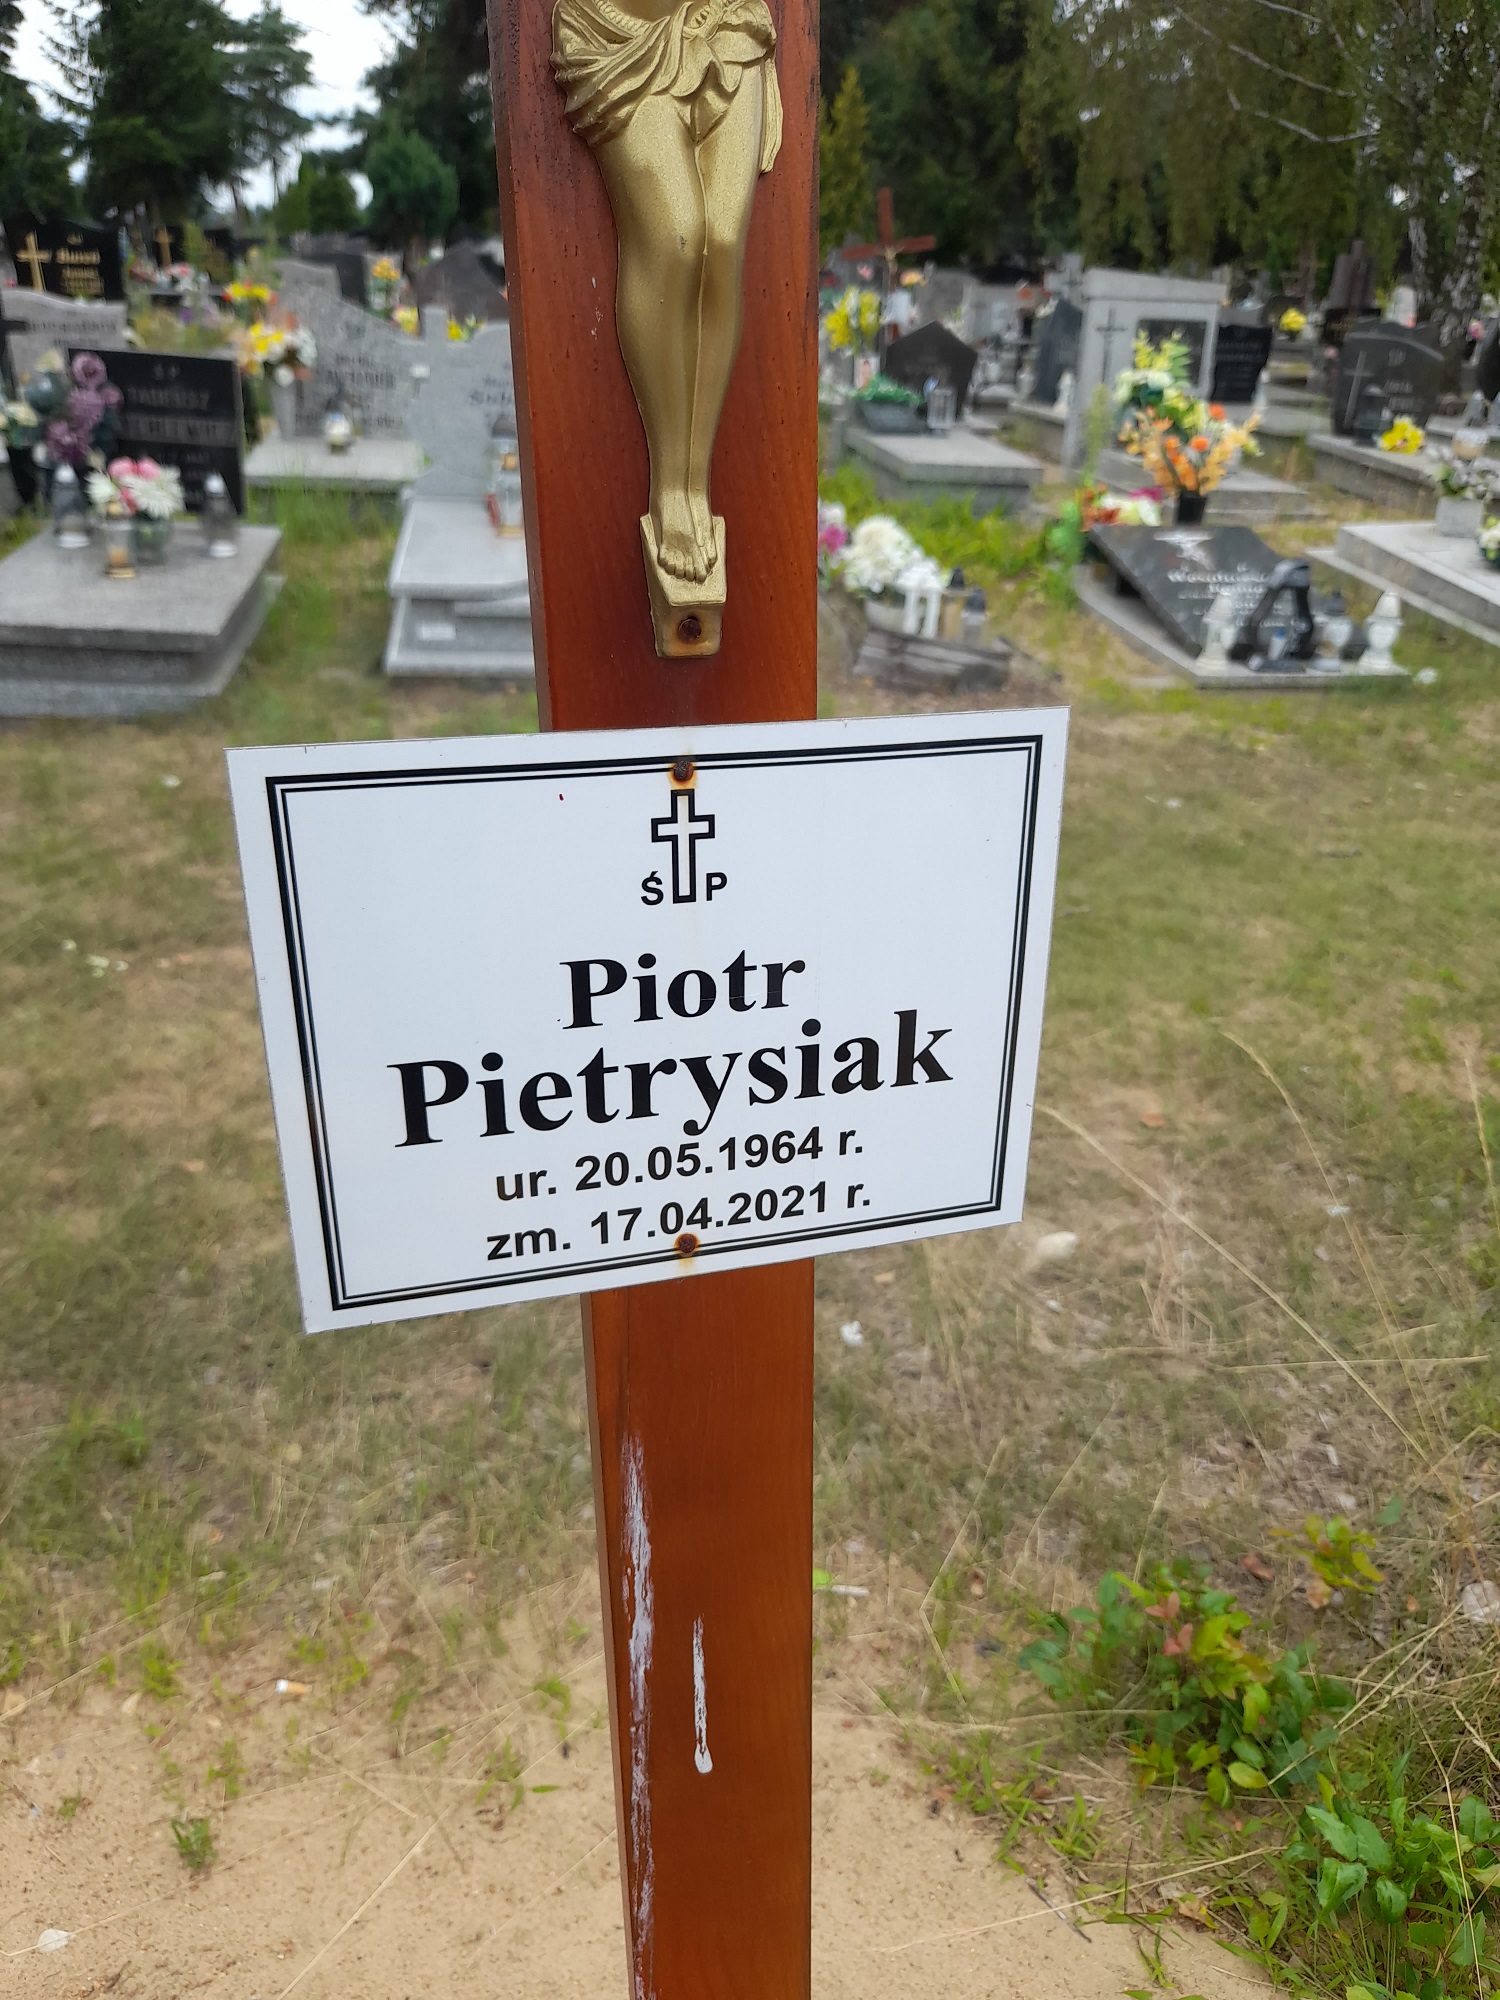 Ś P
Piotr
Pietrysiak
ur. 20.05.1964 r.
zm. 17.04.2021 r.